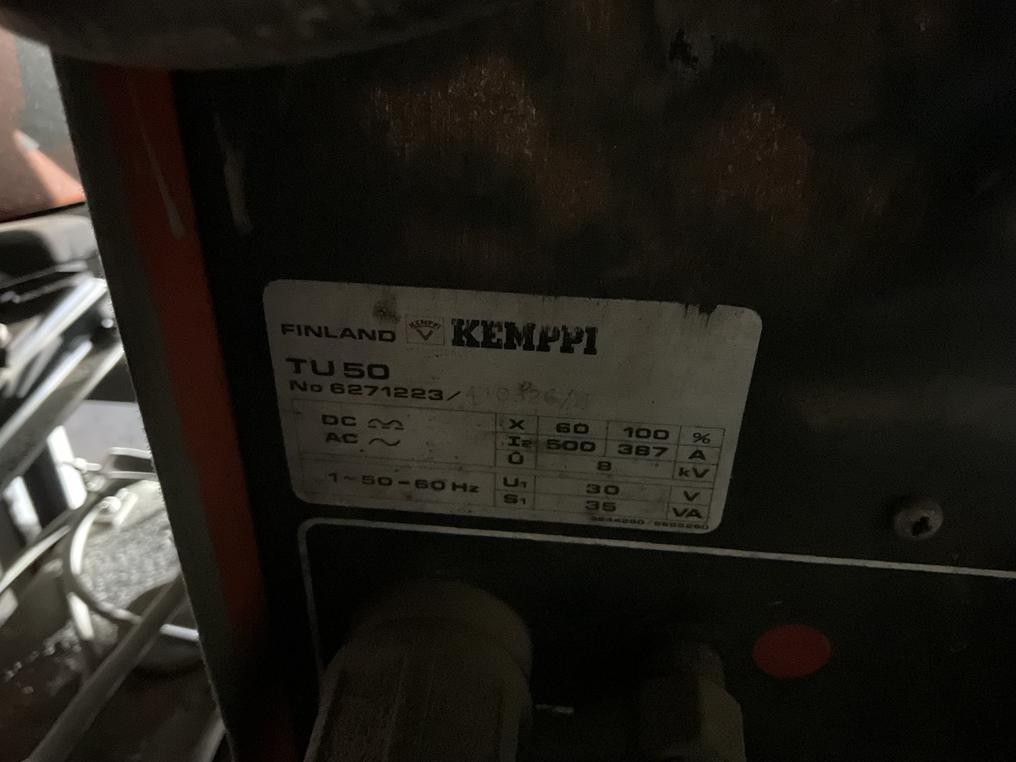 FINLAND KEMPPI KEMPPI
TU 50
No 6271223/
DC X 60 100 %
AC ~ I2 500 387 A
Û 8 kV
1~50-60 Hz U1 30 V
S1 35 VA